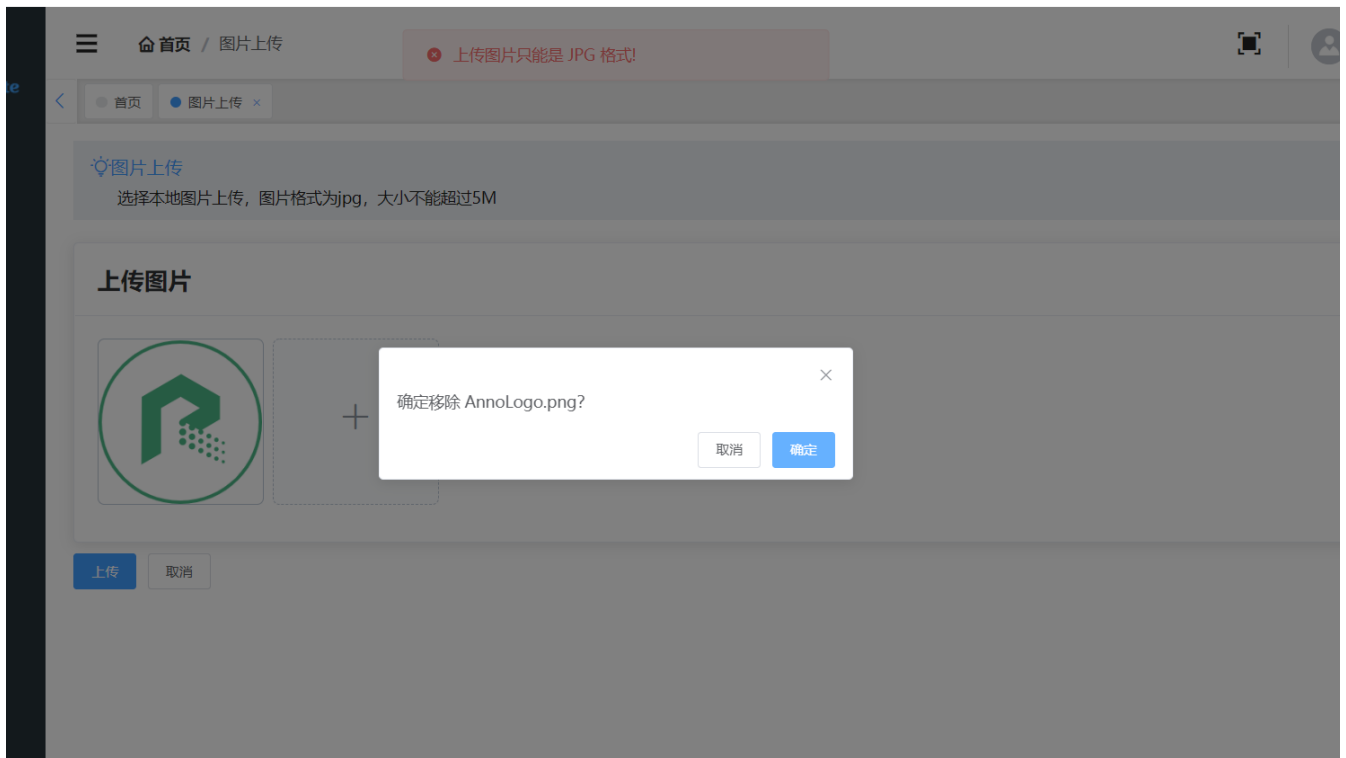 首页 / 图片上传
上传图片只能是 JPG 格式!
te
首页
图片上传 ×
图片上传
选择本地图片上传，图片格式为jpg，大小不能超过5M
上传图片
确定移除 AnnoLogo.png?
取消
确定
上传
取消